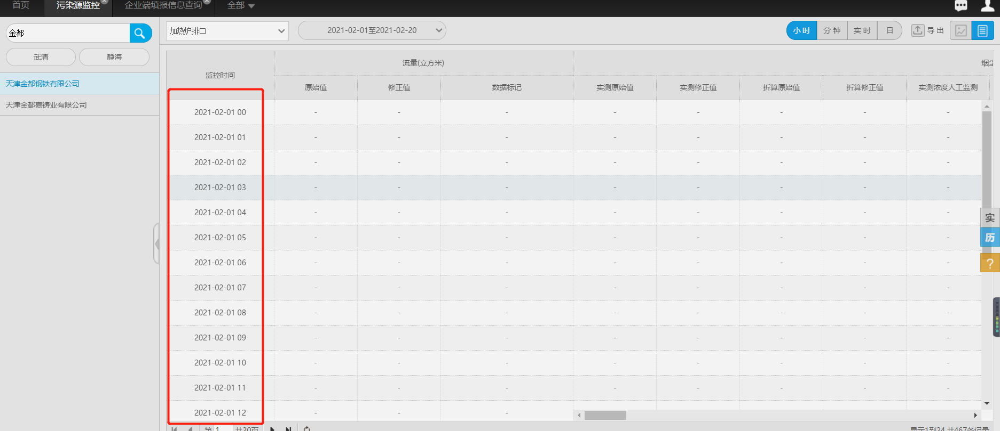 首页 污染源监控 企业端填报信息查询 全部
金都
加热炉排口 2021-02-01至2021-02-20 小时 分钟 实时 日 导出
武清 静海
天津金都钢铁有限公司
天津金都嘉铸业有限公司
监控时间 流量(立方米) 烟尘
原始值 修正值 数据标记 实测原始值 实测修正值 折算原始值 折算修正值 实测浓度人工监测
2021-02-01 00 - - - - - - - -
2021-02-01 01 - - - - - - - -
2021-02-01 02 - - - - - - - -
2021-02-01 03 - - - - - - - -
2021-02-01 04 - - - - - - - -
2021-02-01 05 - - - - - - - -
2021-02-01 06 - - - - - - - -
2021-02-01 07 - - - - - - - -
2021-02-01 08 - - - - - - - -
2021-02-01 09 - - - - - - - -
2021-02-01 10 - - - - - - - -
2021-02-01 11 - - - - - - - -
2021-02-01 12 - - -
实
历
?
第 1 共20页 显示1到24,共467条记录